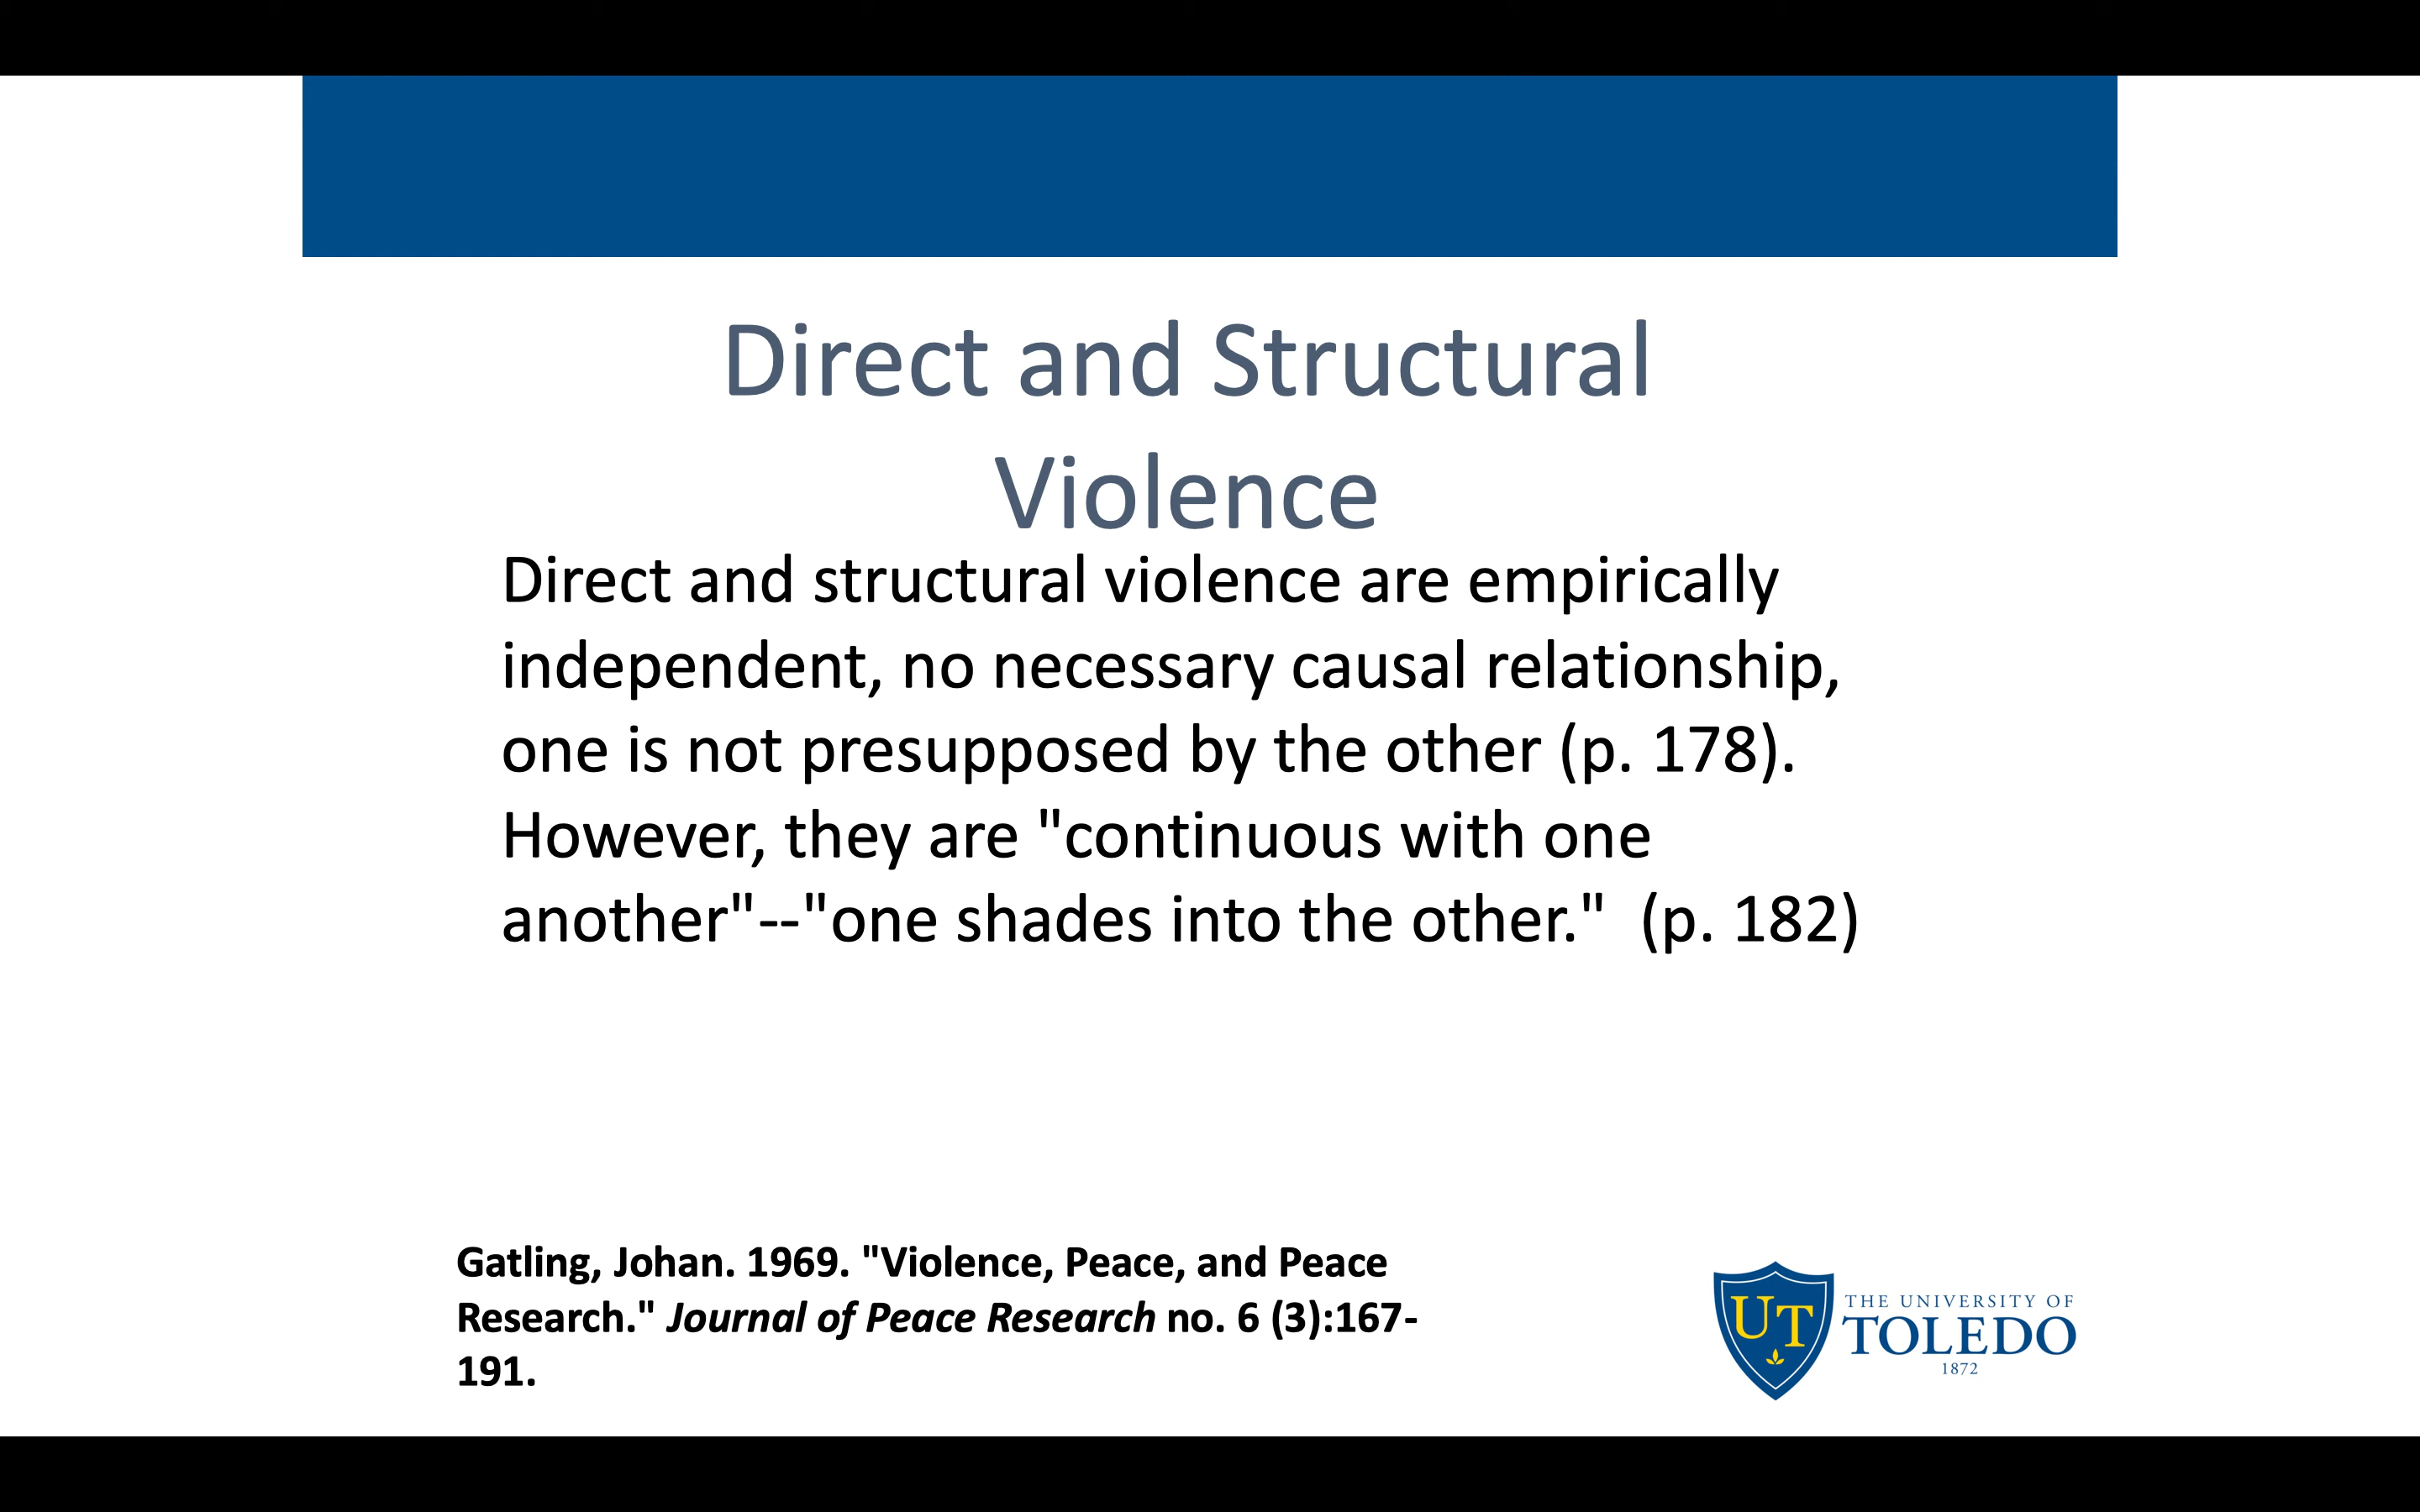 Direct and Structural
Violence
Direct and structural violence are empirically
independent, no necessary causal relationship,
one is not presupposed by the other (p. 178).
However, they are "continuous with one
another"--"one shades into the other."  (p. 182)
Gatling, Johan. 1969. "Violence, Peace, and Peace
Research." Journal of Peace Research no. 6 (3):167-
191.
UT
THE UNIVERSITY OF
TOLEDO
1872